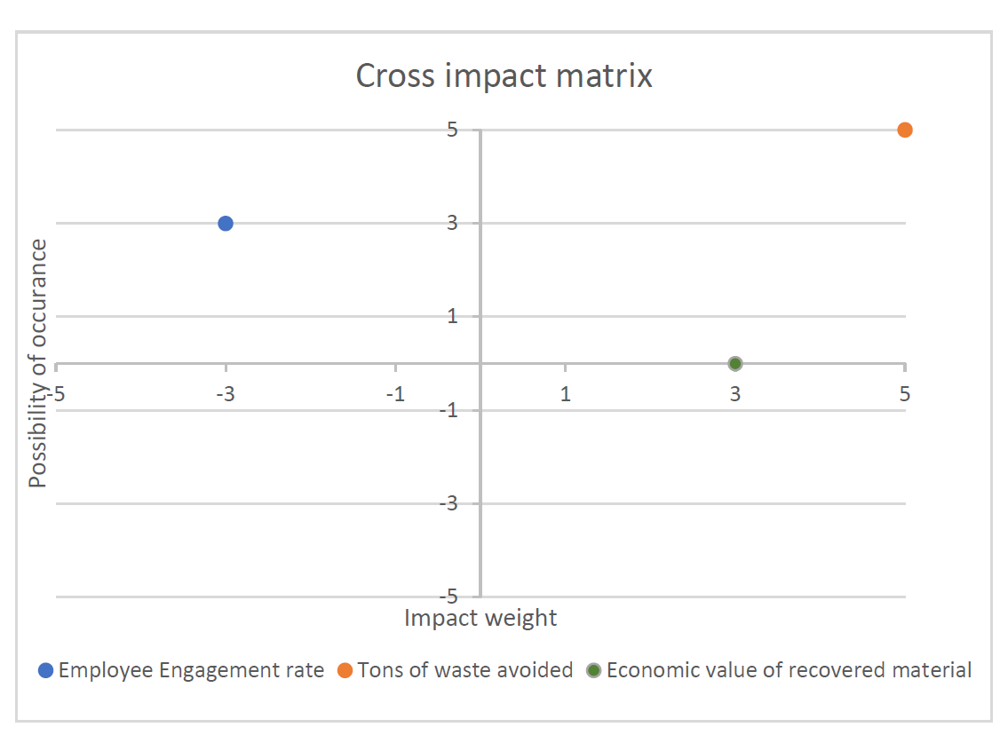 Cross impact matrix
5
3
1
-5 -3 -1 1 3 5
-1
-3
-5
Possibility of occurance
Impact weight
Employee Engagement rate Tons of waste avoided Economic value of recovered material